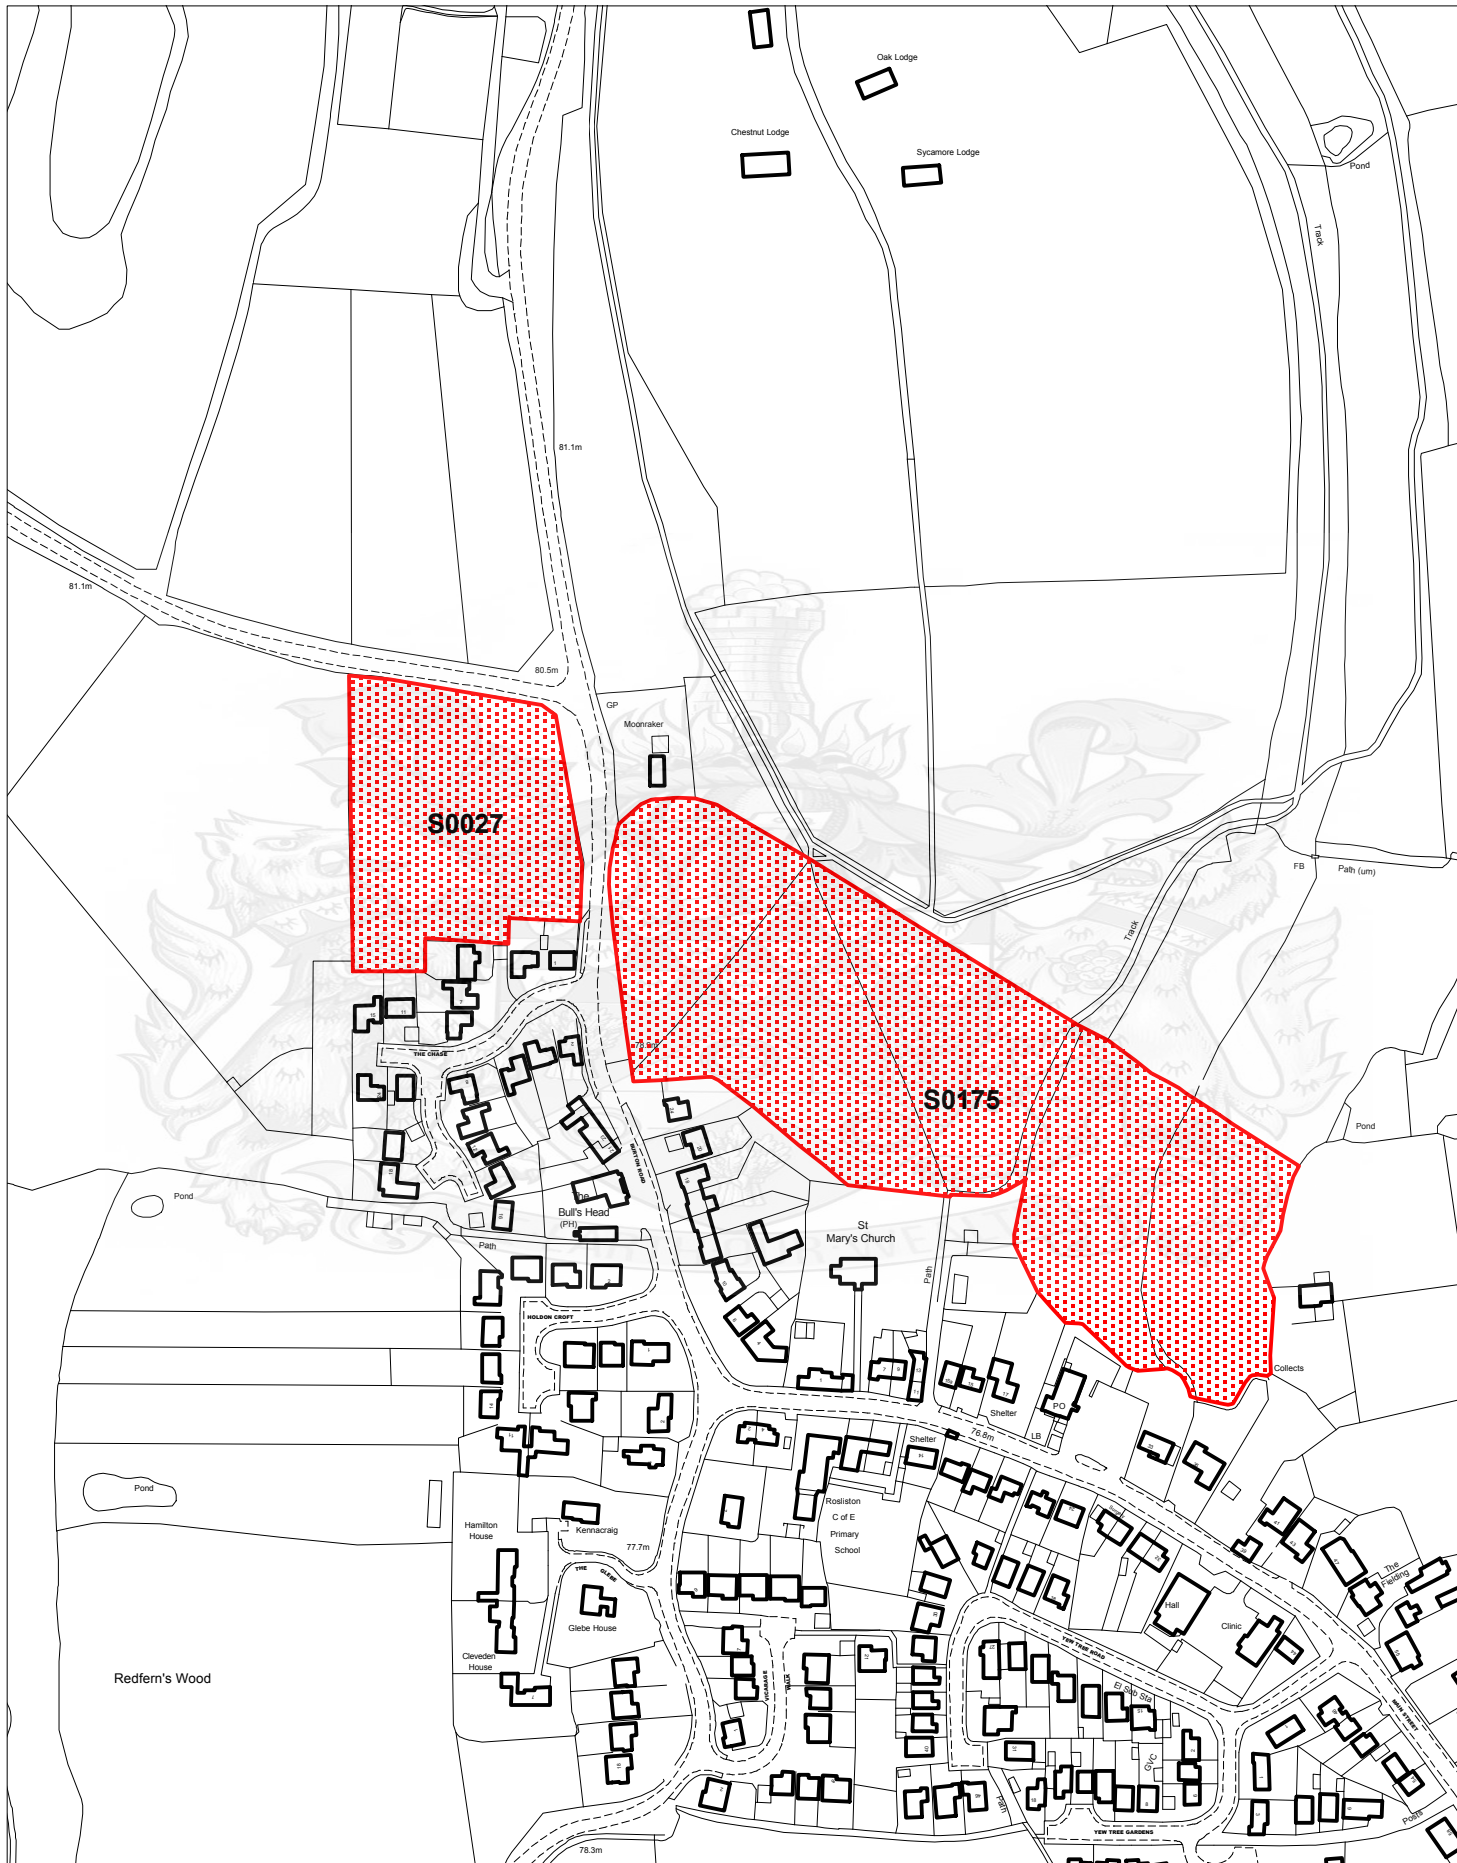 Oak Lodge
Chestnut Lodge
Sycamore Lodge
Pond
Track
81.1m
81.1m
80.5m
GP
Moonraker
S0027
FB
Path (um)
Track
78.9m
THE CHASE
S0175
Pond
BURTON ROAD
Pond
The
Bull's Head
(PH)
St
Mary's Church
Path
Path
HOLDON CROFT
Collects
Shelter
PO
LB
76.8m
Shelter
Pond
Hamilton
House
Kennacraig
77.7m
Rosliston
C of E
Primary
School
THE GLEBE
Glebe House
The
Fielding
Hall
Clinic
Cleveden
House
Redfern's Wood
VICARAGE
WALK
YEW TREE ROAD
El Sub Sta
MAIN STREET
GVC
Path
Posts
YEW TREE GARDENS
78.3m